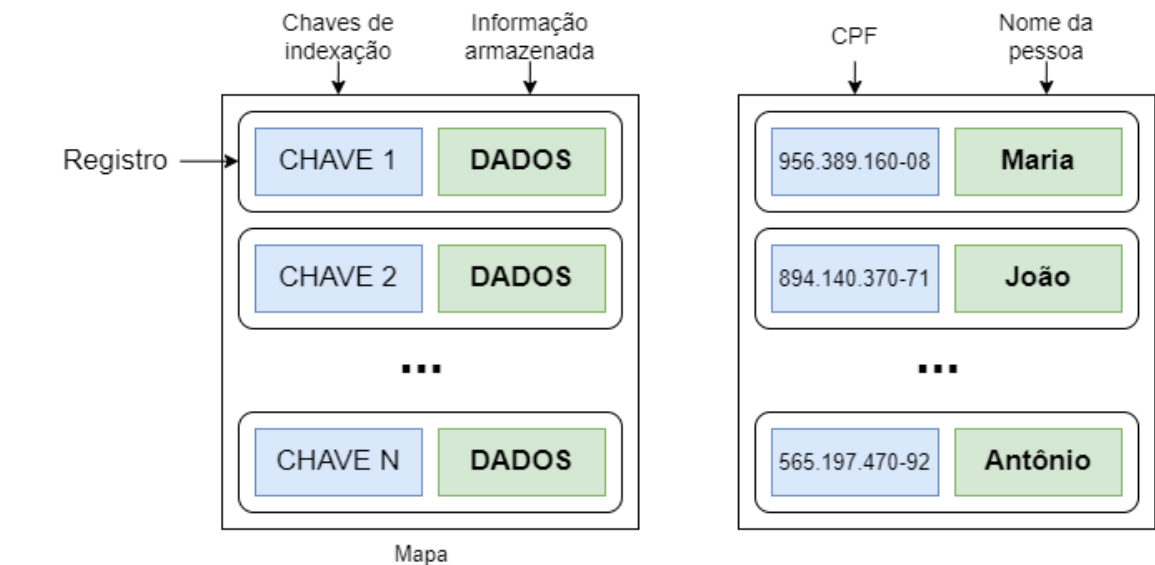 Chaves de
indexação
Informação
armazenada
Registro
CHAVE 1
DADOS
CHAVE 2
DADOS
...
CHAVE N
DADOS
Mapa
CPF
Nome da
pessoa
956.389.160-08
Maria
894.140.370-71
João
...
565.197.470-92
Antônio